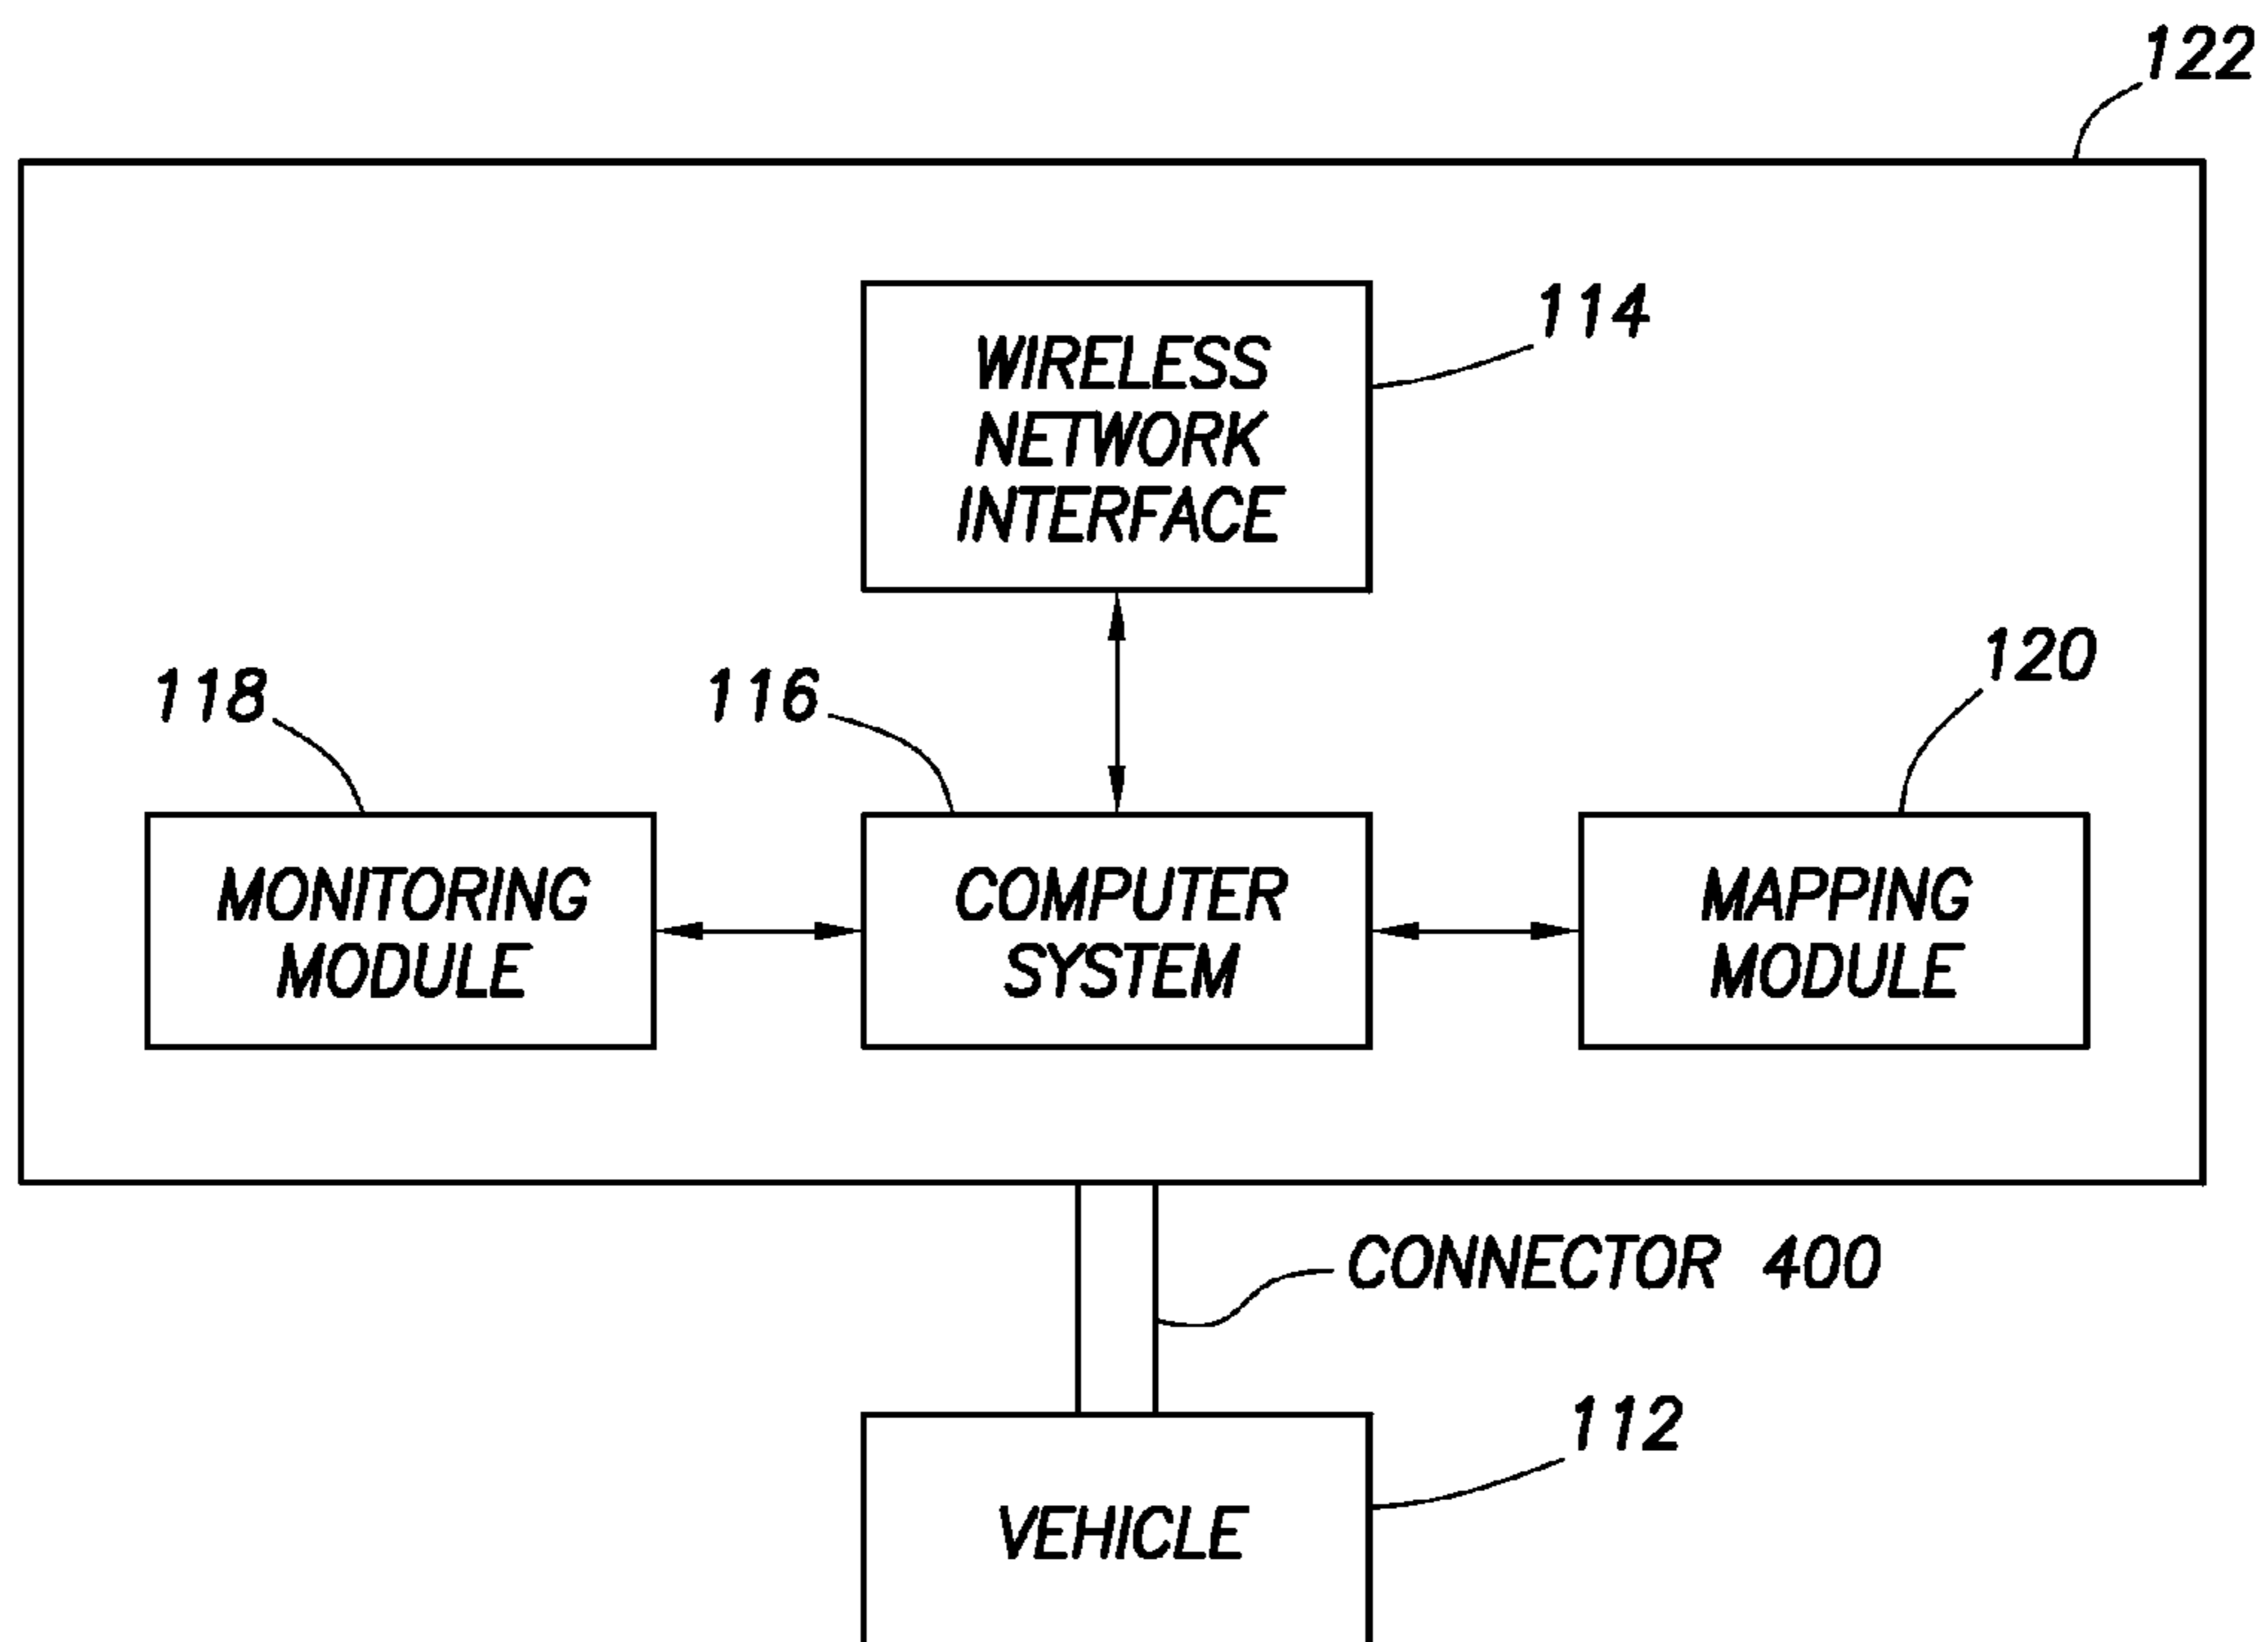 122
WIRELESS
NETWORK
INTERFACE
114
118
116
120
MONITORING
MODULE
COMPUTER
SYSTEM
MAPPING
MODULE
CONNECTOR 400
112
VEHICLE